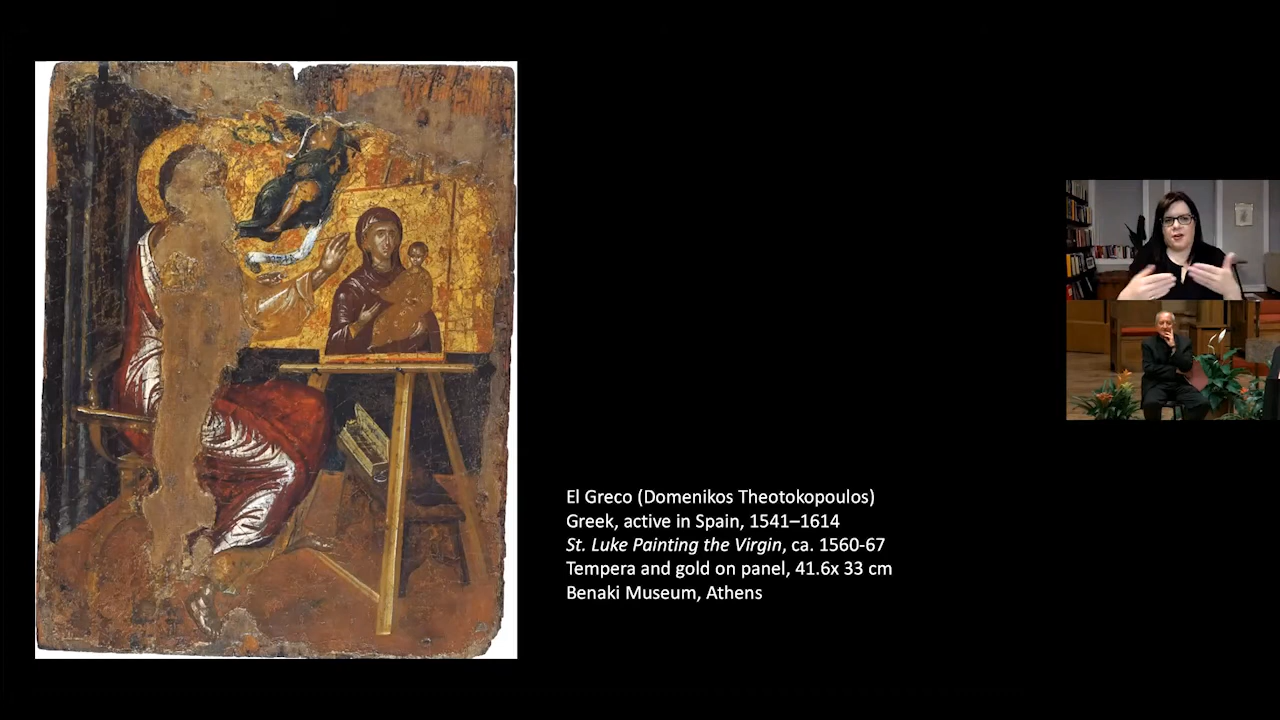 El Greco (Domenikos Theotokopoulos)
Greek, active in Spain, 1541–1614
St. Luke Painting the Virgin, ca. 1560-67
Tempera and gold on panel, 41.6x 33 cm
Benaki Museum, Athens